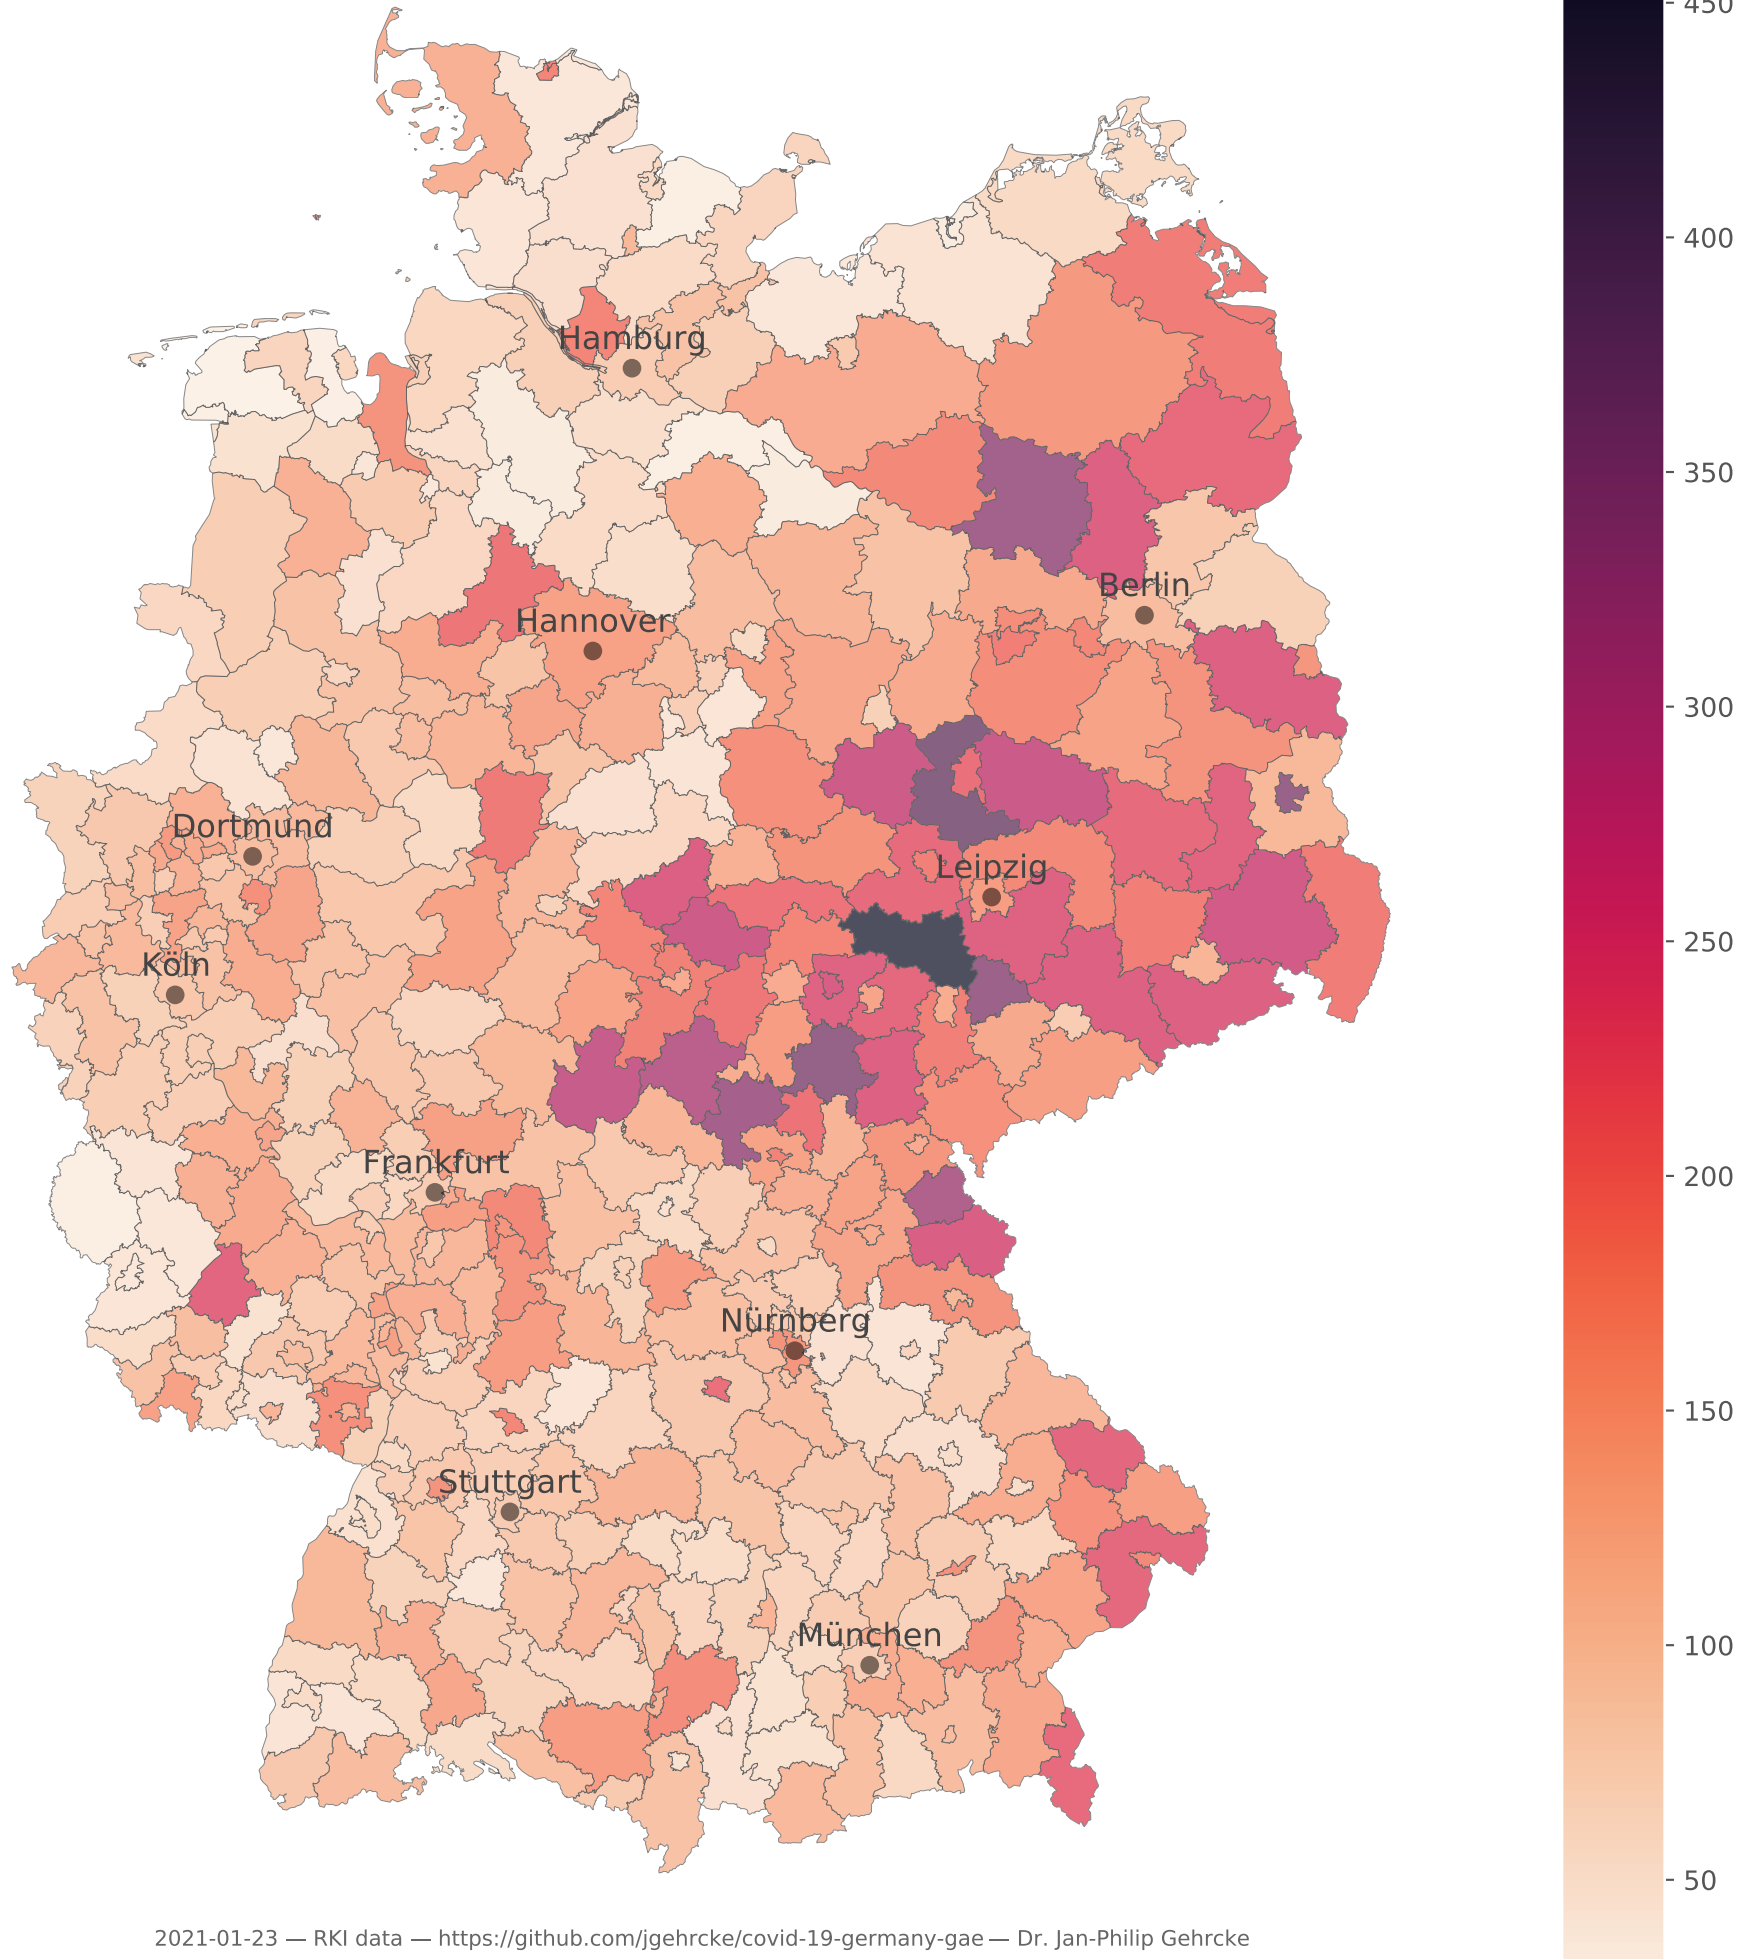 450
400
Hamburg
350
Berlin
Hannover
300
Dortmund
Leipzig
250
Köln
200
Frankfurt
Nürnberg
150
Stuttgart
München
100
50
2021-01-23 — RKI data — https://github.com/jgehrcke/covid-19-germany-gae — Dr. Jan-Philip Gehrcke